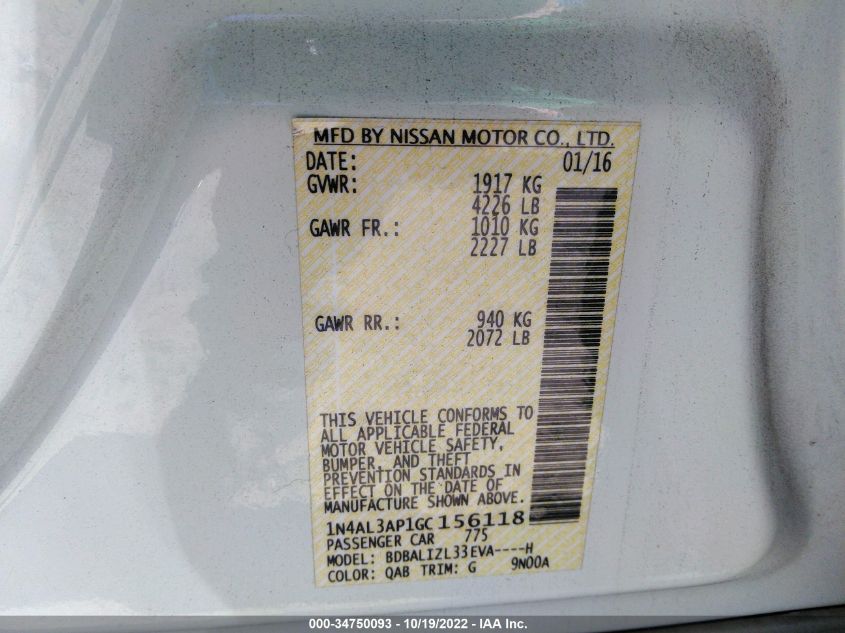 MFD BY NISSAN MOTOR CO., LTD.
DATE: 01/16
GVWR: 1917 KG
4226 LB
GAWR FR.: 1010 KG
2227 LB
GAWR RR.: 940 KG
2072 LB
THIS VEHICLE CONFORMS TO
ALL APPLICABLE FEDERAL
MOTOR VEHICLE SAFETY,
BUMPER, AND THEFT
PREVENTION STANDARDS IN
EFFECT ON THE DATE OF
MANUFACTURE SHOWN ABOVE.
1N4AL3AP1GC156118
PASSENGER CAR 775
MODEL: BDBALIZL33EVA----H
COLOR: QAB TRIM: G 9N00A
000-34750093 - 10/19/2022 - IAA Inc.